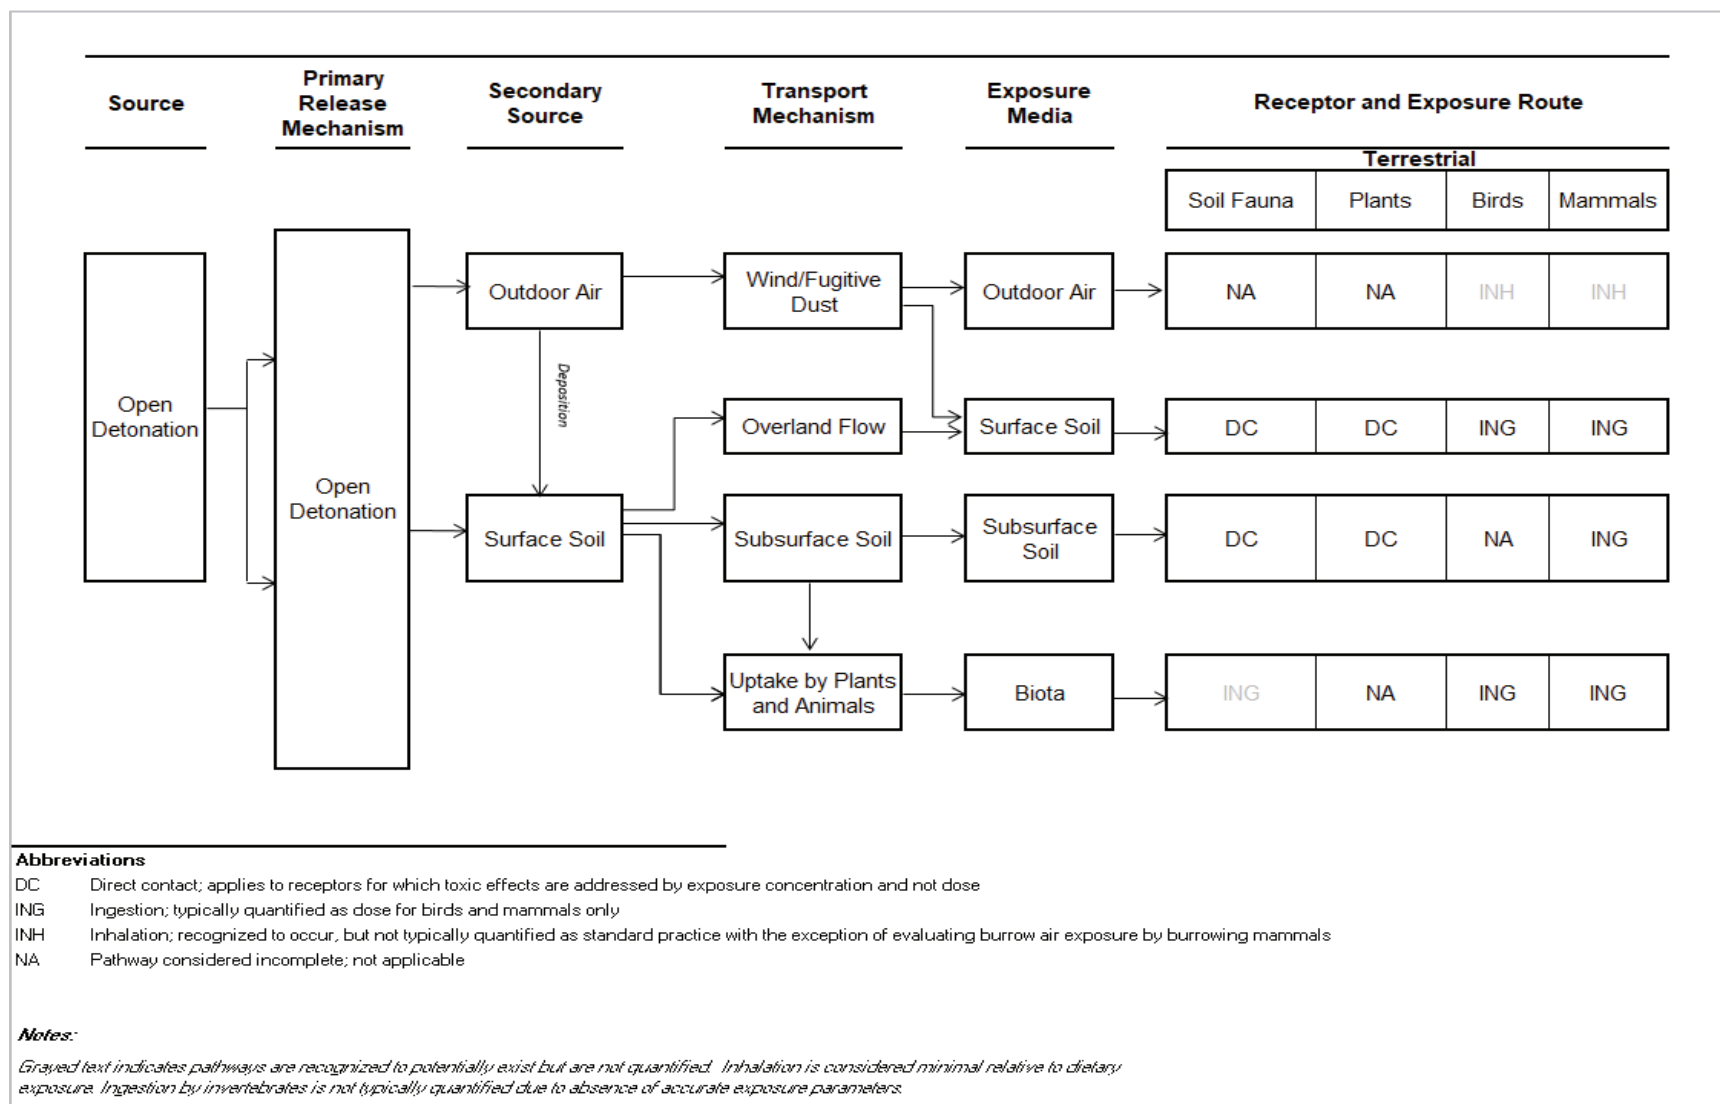 Source
Primary
Release
Mechanism
Secondary
Source
Transport
Mechanism
Exposure
Media
Receptor and Exposure Route
Terrestrial
Soil Fauna Plants Birds Mammals
Open
Detonation
Open
Detonation
Outdoor Air
Deposition
Surface Soil
Wind/Fugitive
Dust
Overland Flow
Subsurface Soil
Uptake by Plants
and Animals
Outdoor Air
Surface Soil
Subsurface
Soil
Biota
NA NA INH INH
DC DC ING ING
DC DC NA ING
ING NA ING ING
Abbreviations
DC Direct contact; applies to receptors for which toxic effects are addressed by exposure concentration and not dose
ING Ingestion; typically quantified as dose for birds and mammals only
INH Inhalation; recognized to occur, but not typically quantified as standard practice with the exception of evaluating burrow air exposure by burrowing mammals
NA Pathway considered incomplete; not applicable
Notes:
Grayed text indicates pathways are recognized to potentially exist but are not quantified. Inhalation is considered minimal relative to dietary
exposure. Ingestion by invertebrates is not typically quantified due to absence of accurate exposure parameters.